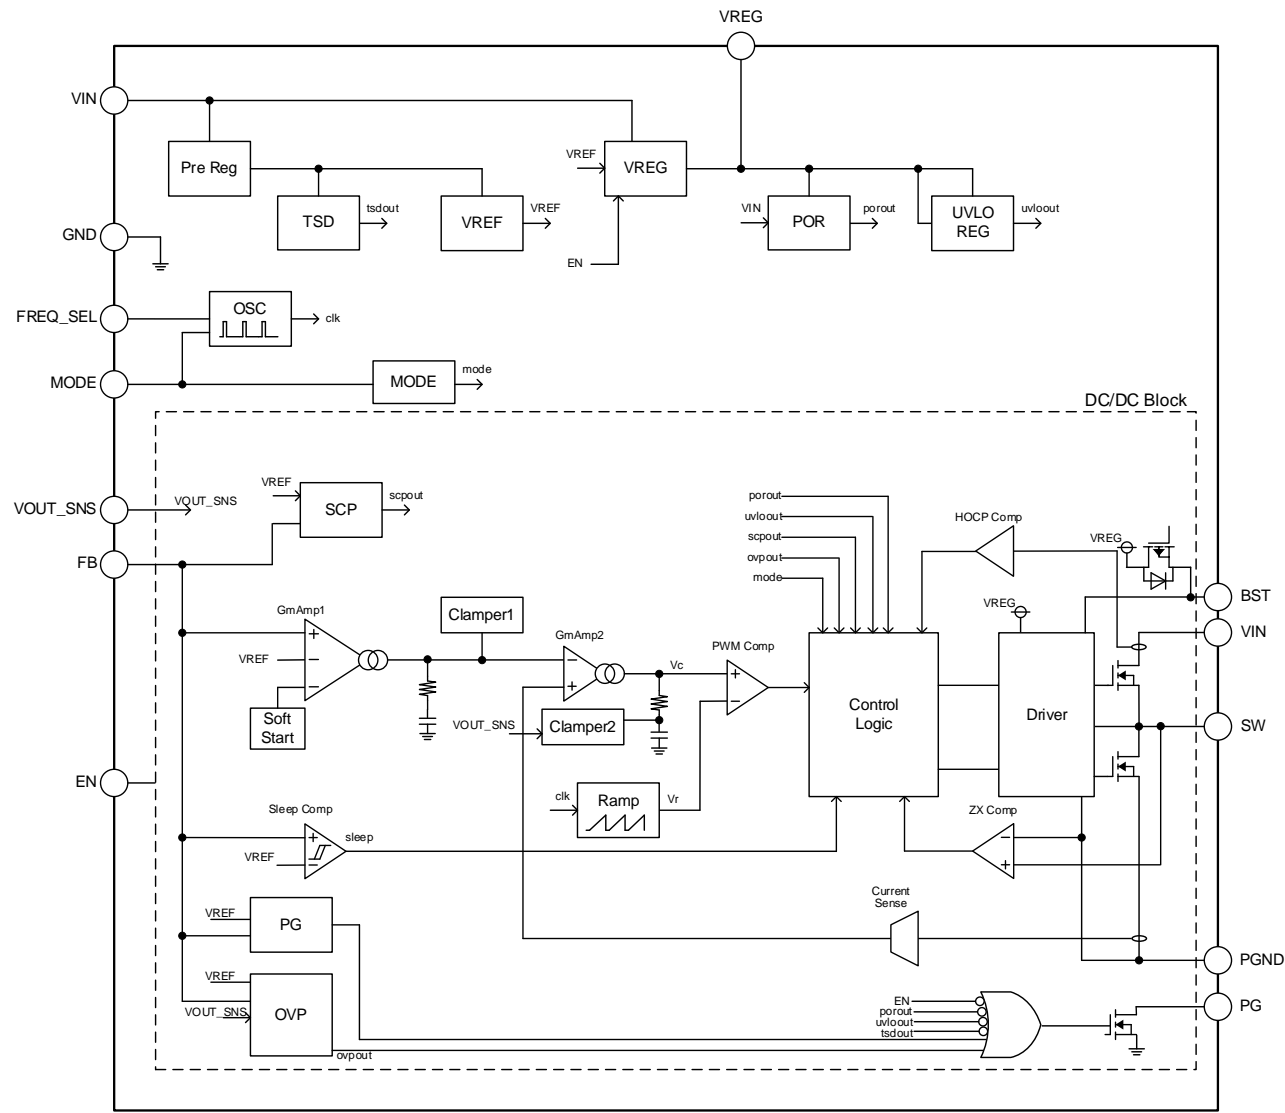 VREG
VIN
Pre Reg
VREF
VREG
TSD
tsdout
VREF
VREF
VIN
POR
porout
UVLO
REG
uvloout
GND
EN
FREQ_SEL
OSC
clk
MODE
MODE
mode
DC/DC Block
VOUT_SNS
VOUT_SNS
VREF
SCP
scpout
FB
porout
uvloout
scpout
ovpout
mode
HOCP Comp
VREG
BST
VIN
GmAmp1
+
−
−
VREF
Soft
Start
Clamper1
GmAmp2
−
+
Vc
PWM Comp
+
−
VOUT_SNS
Clamper2
Control
Logic
VREG
Driver
SW
EN
clk
Ramp
Vr
Sleep Comp
+
−
VREF
sleep
ZX Comp
−
+
Current
Sense
VREF
PG
PGND
VREF
VOUT_SNS
OVP
ovpout
EN
porout
uvloout
tsdout
PG